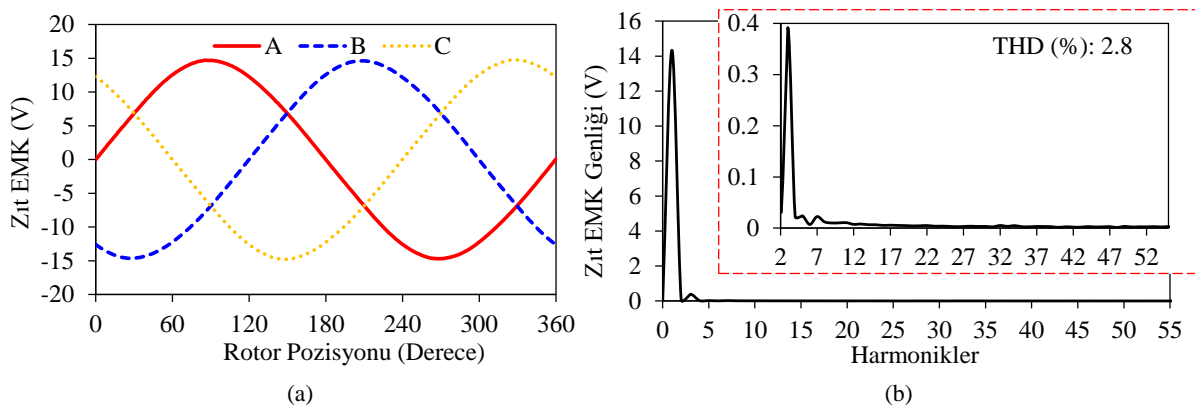 20
15
10
5
0
-5
-10
-15
-20
Zıt EMK (V)
A B C
0 60 120 180 240 300 360
Rotor Pozisyonu (Derece)
(a)
16
14
12
10
8
6
4
2
0
Zıt EMK Genliği (V)
0 5 10 15 20 25 30 35 40 45 50 55
Harmonikler
(b)
THD (%): 2.8
0.4
0.3
0.2
0.1
0
2 7 12 17 22 27 32 37 42 47 52